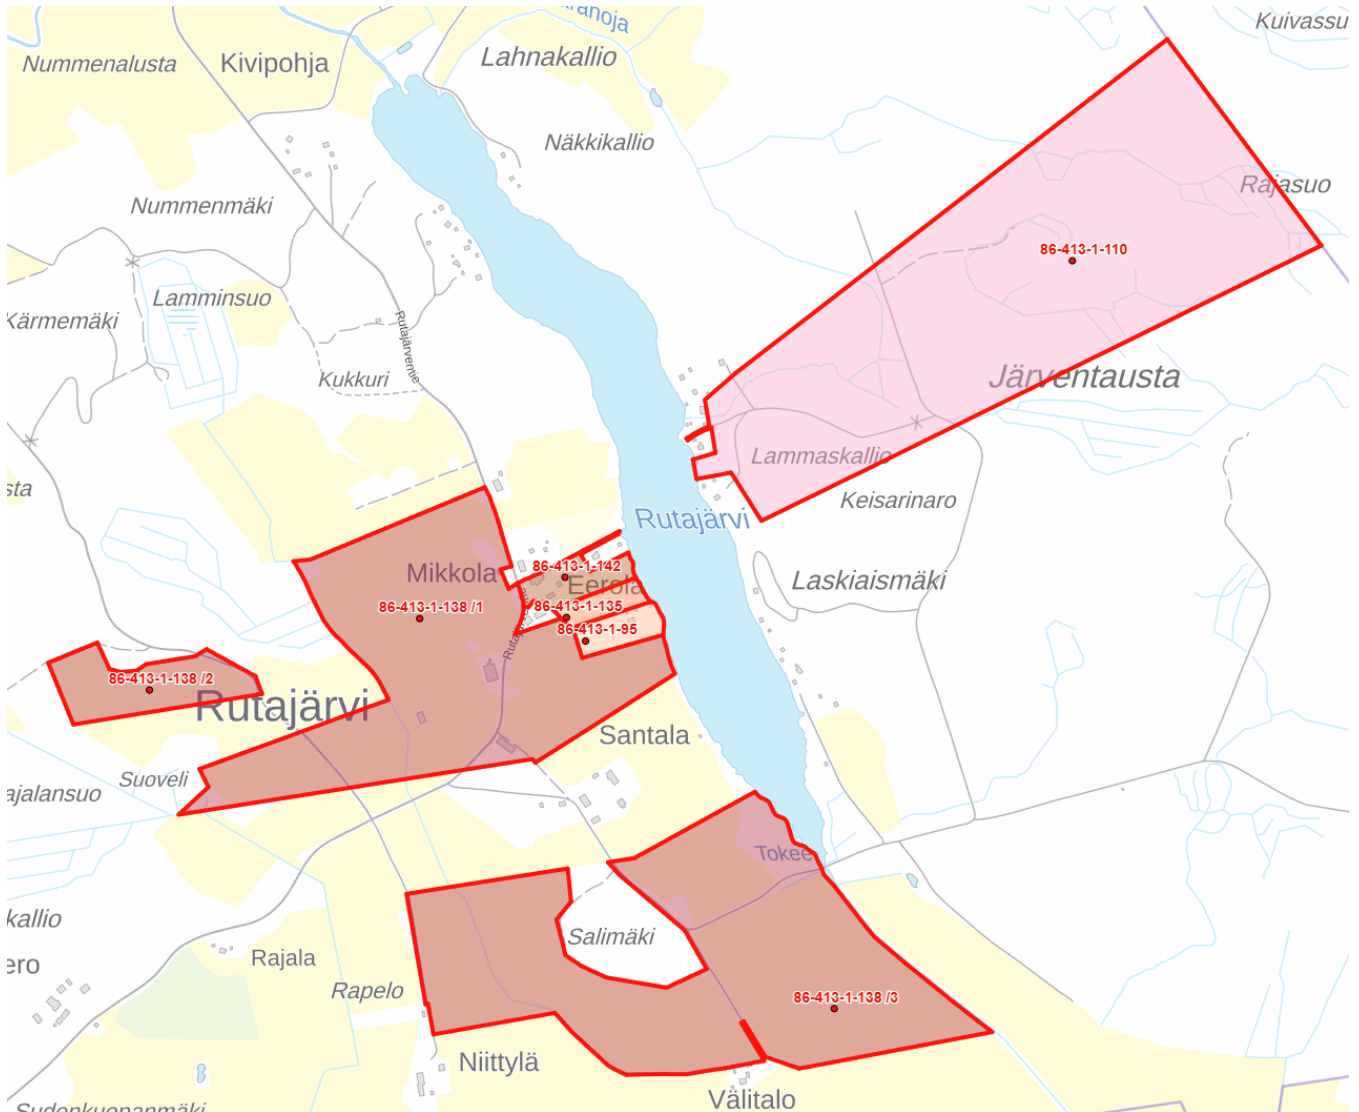 Kuivassu
Lahnakallio
Kivipohja
Nummenalusta
Näkkikallio
Rajasuo
Nummenmäki
86-413-1-110
Lamminsuo
Kärmemäki
Rutajärventie
Kukkuri
Järventausta
Lammaskallio
sta
Keisarinaro
Rutajärvi
86-413-1-142
Mikkola
Eerola
Laskiaismäki
86-413-1-138 /1
86-413-1-135
86-413-1-95
86-413-1-138 /2
Rutajärvi
Santala
Suoveli
ajalansuo
Tokee
kallio
Salimäki
Rajala
ero
Rapelo
86-413-1-138 /3
Niittylä
Välitalo
Sudenkuopanmäki